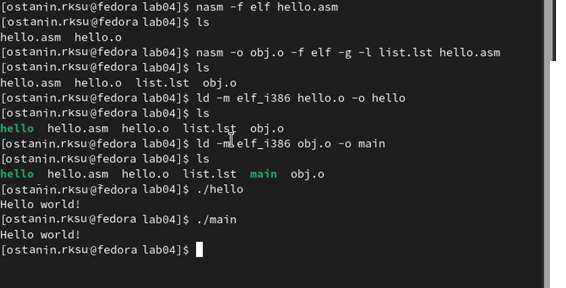 [ostanin.rksu@fedora lab04]$ nasm -f elf hello.asm
[ostanin.rksu@fedora lab04]$ ls
hello.asm  hello.o
[ostanin.rksu@fedora lab04]$ nasm -o obj.o -f elf -g -l list.lst hello.asm
[ostanin.rksu@fedora lab04]$ ls
hello.asm  hello.o  list.lst  obj.o
[ostanin.rksu@fedora lab04]$ ld -m elf_i386 hello.o -o hello
[ostanin.rksu@fedora lab04]$ ls
hello  hello.asm  hello.o  list.lst  obj.o
[ostanin.rksu@fedora lab04]$ ld -m elf_i386 obj.o -o main
[ostanin.rksu@fedora lab04]$ ls
hello  hello.asm  hello.o  list.lst  main  obj.o
[ostanin.rksu@fedora lab04]$ ./hello
Hello world!
[ostanin.rksu@fedora lab04]$ ./main
Hello world!
[ostanin.rksu@fedora lab04]$